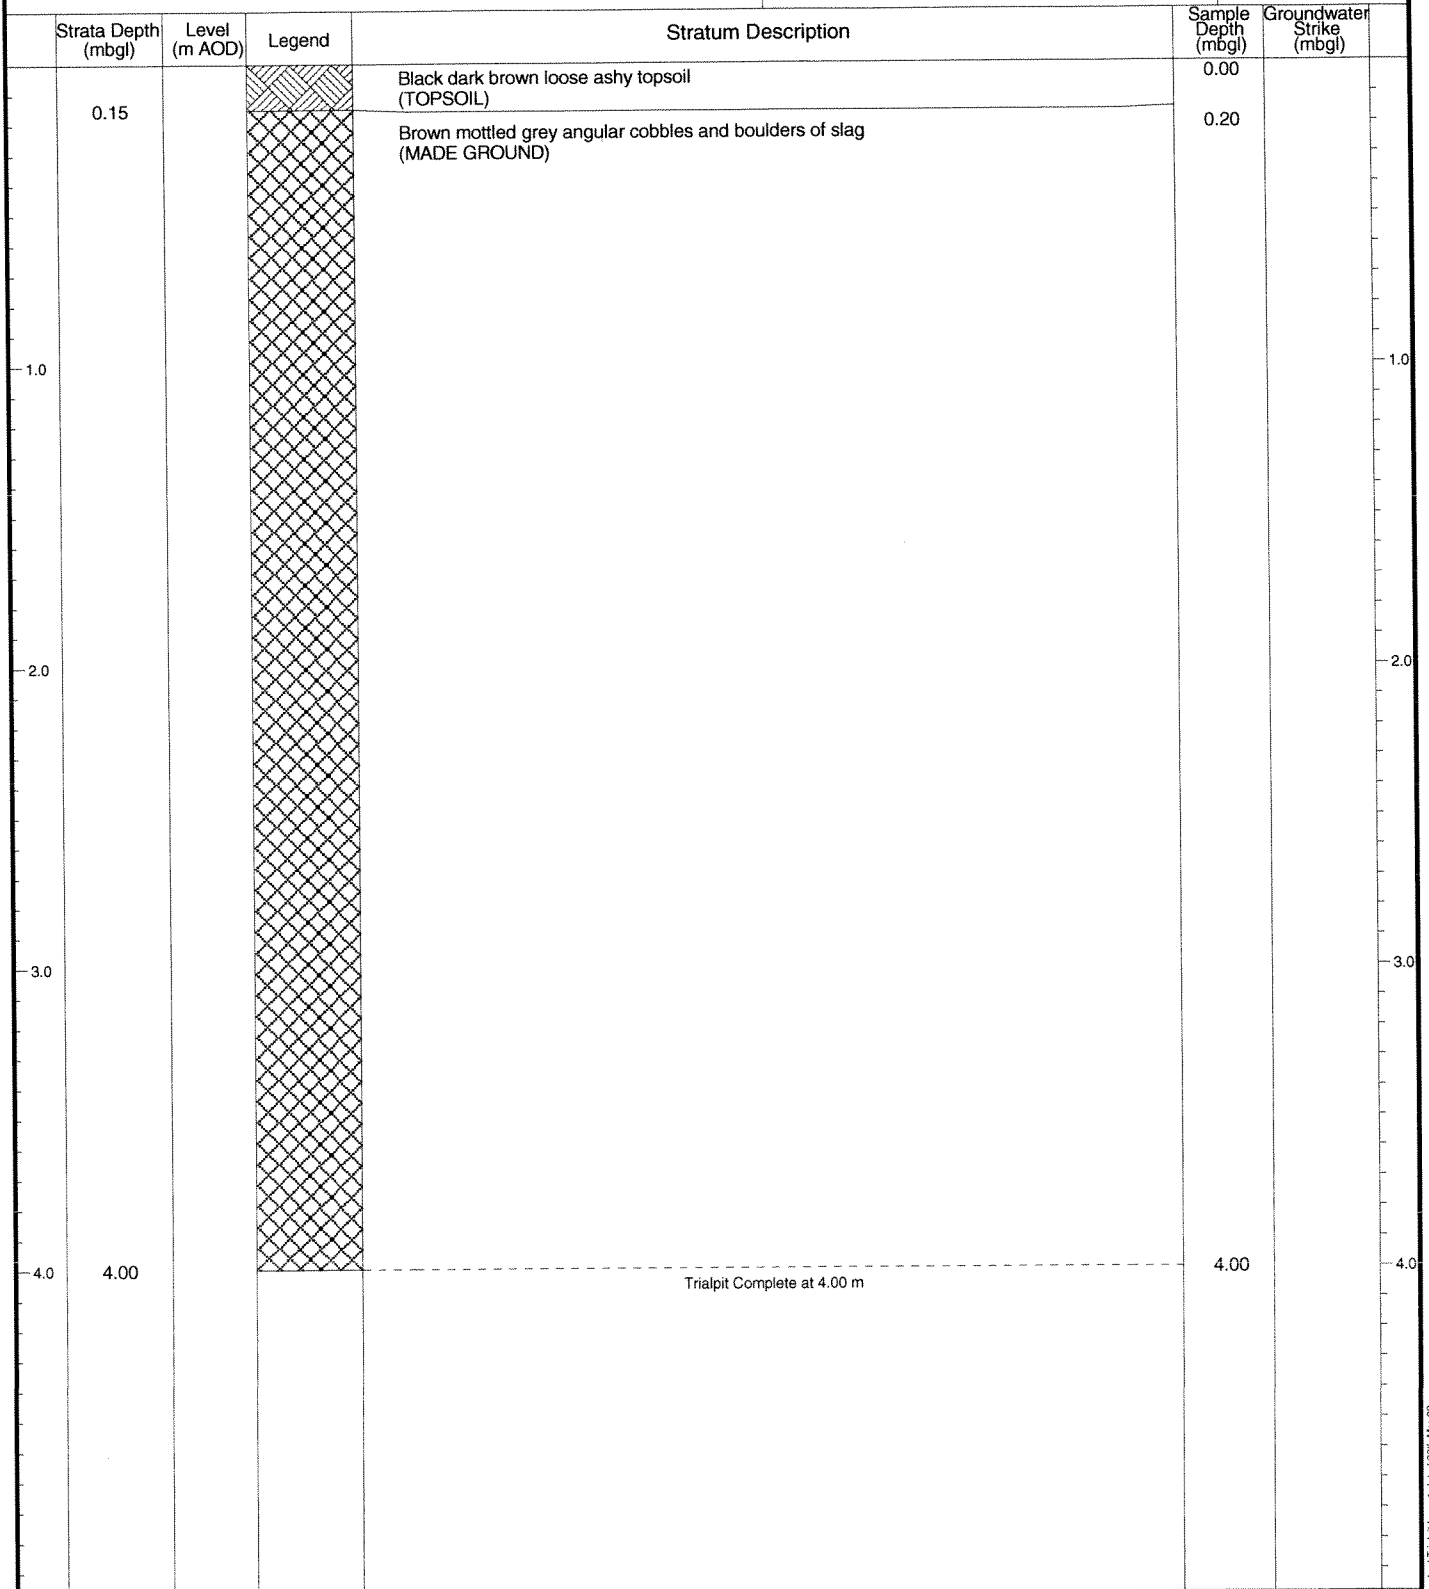 Strata Depth
(mbgl)
Level
(m AOD)
Legend
Stratum Description
Sample
Depth
(mbgl)
Groundwater
Strike
(mbgl)
Black dark brown loose ashy topsoil
(TOPSOIL)
0.00
0.15
Brown mottled grey angular cobbles and boulders of slag
(MADE GROUND)
0.20
1.0
1.0
2.0
2.0
3.0
3.0
4.0
4.00
4.00
4.0
Trialpit Complete at 4.00 m